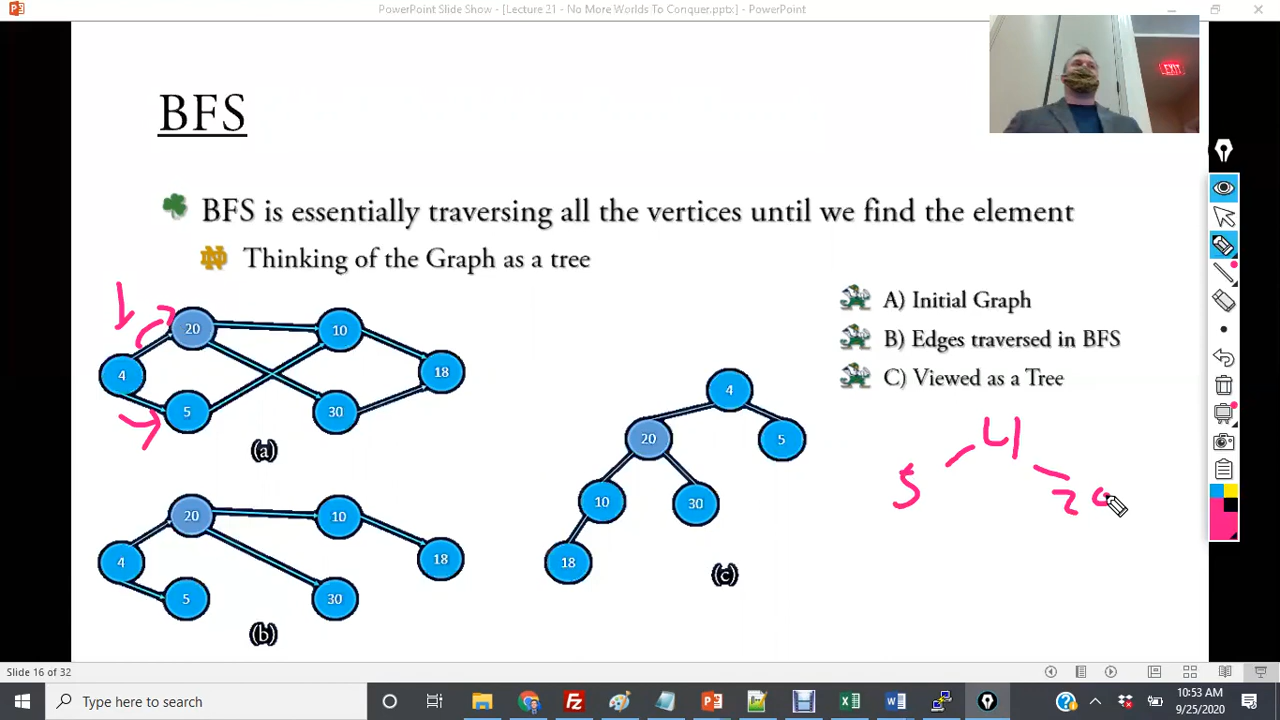 PowerPoint Slide Show - [Lecture 21 - No More Worlds To Conquer.pptx] - PowerPoint
EXIT
BFS
BFS is essentially traversing all the vertices until we find the element
Thinking of the Graph as a tree
A) Initial Graph
B) Edges traversed in BFS
C) Viewed as a Tree
20
10
4
18
5
30
(a)
4
20
5
10
30
18
(c)
4
5
20
20
10
4
18
5
30
(b)
Slide 16 of 32
Type here to search
10:53 AM
9/25/2020